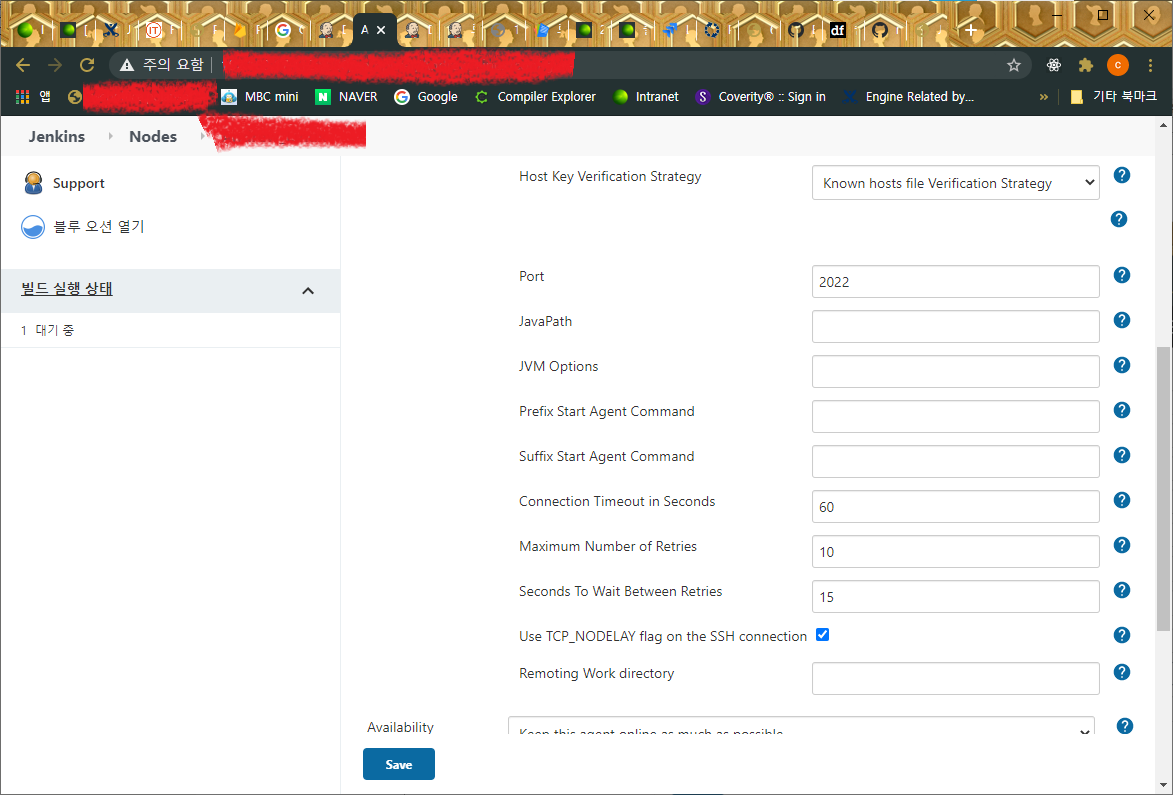 A
df
주의 요함
C
앱
MBC mini
NAVER
Google
Compiler Explorer
Intranet
Coverity® :: Sign in
Engine Related by...
»
기타 북마크
Jenkins
Nodes
Support
블루 오션 열기
빌드 실행 상태
1 대기 중
Host Key Verification Strategy
Known hosts file Verification Strategy
Port
2022
JavaPath
JVM Options
Prefix Start Agent Command
Suffix Start Agent Command
Connection Timeout in Seconds
60
Maximum Number of Retries
10
Seconds To Wait Between Retries
15
Use TCP_NODELAY flag on the SSH connection
Remoting Work directory
Availability
Keep this agent online as much as possible
Save